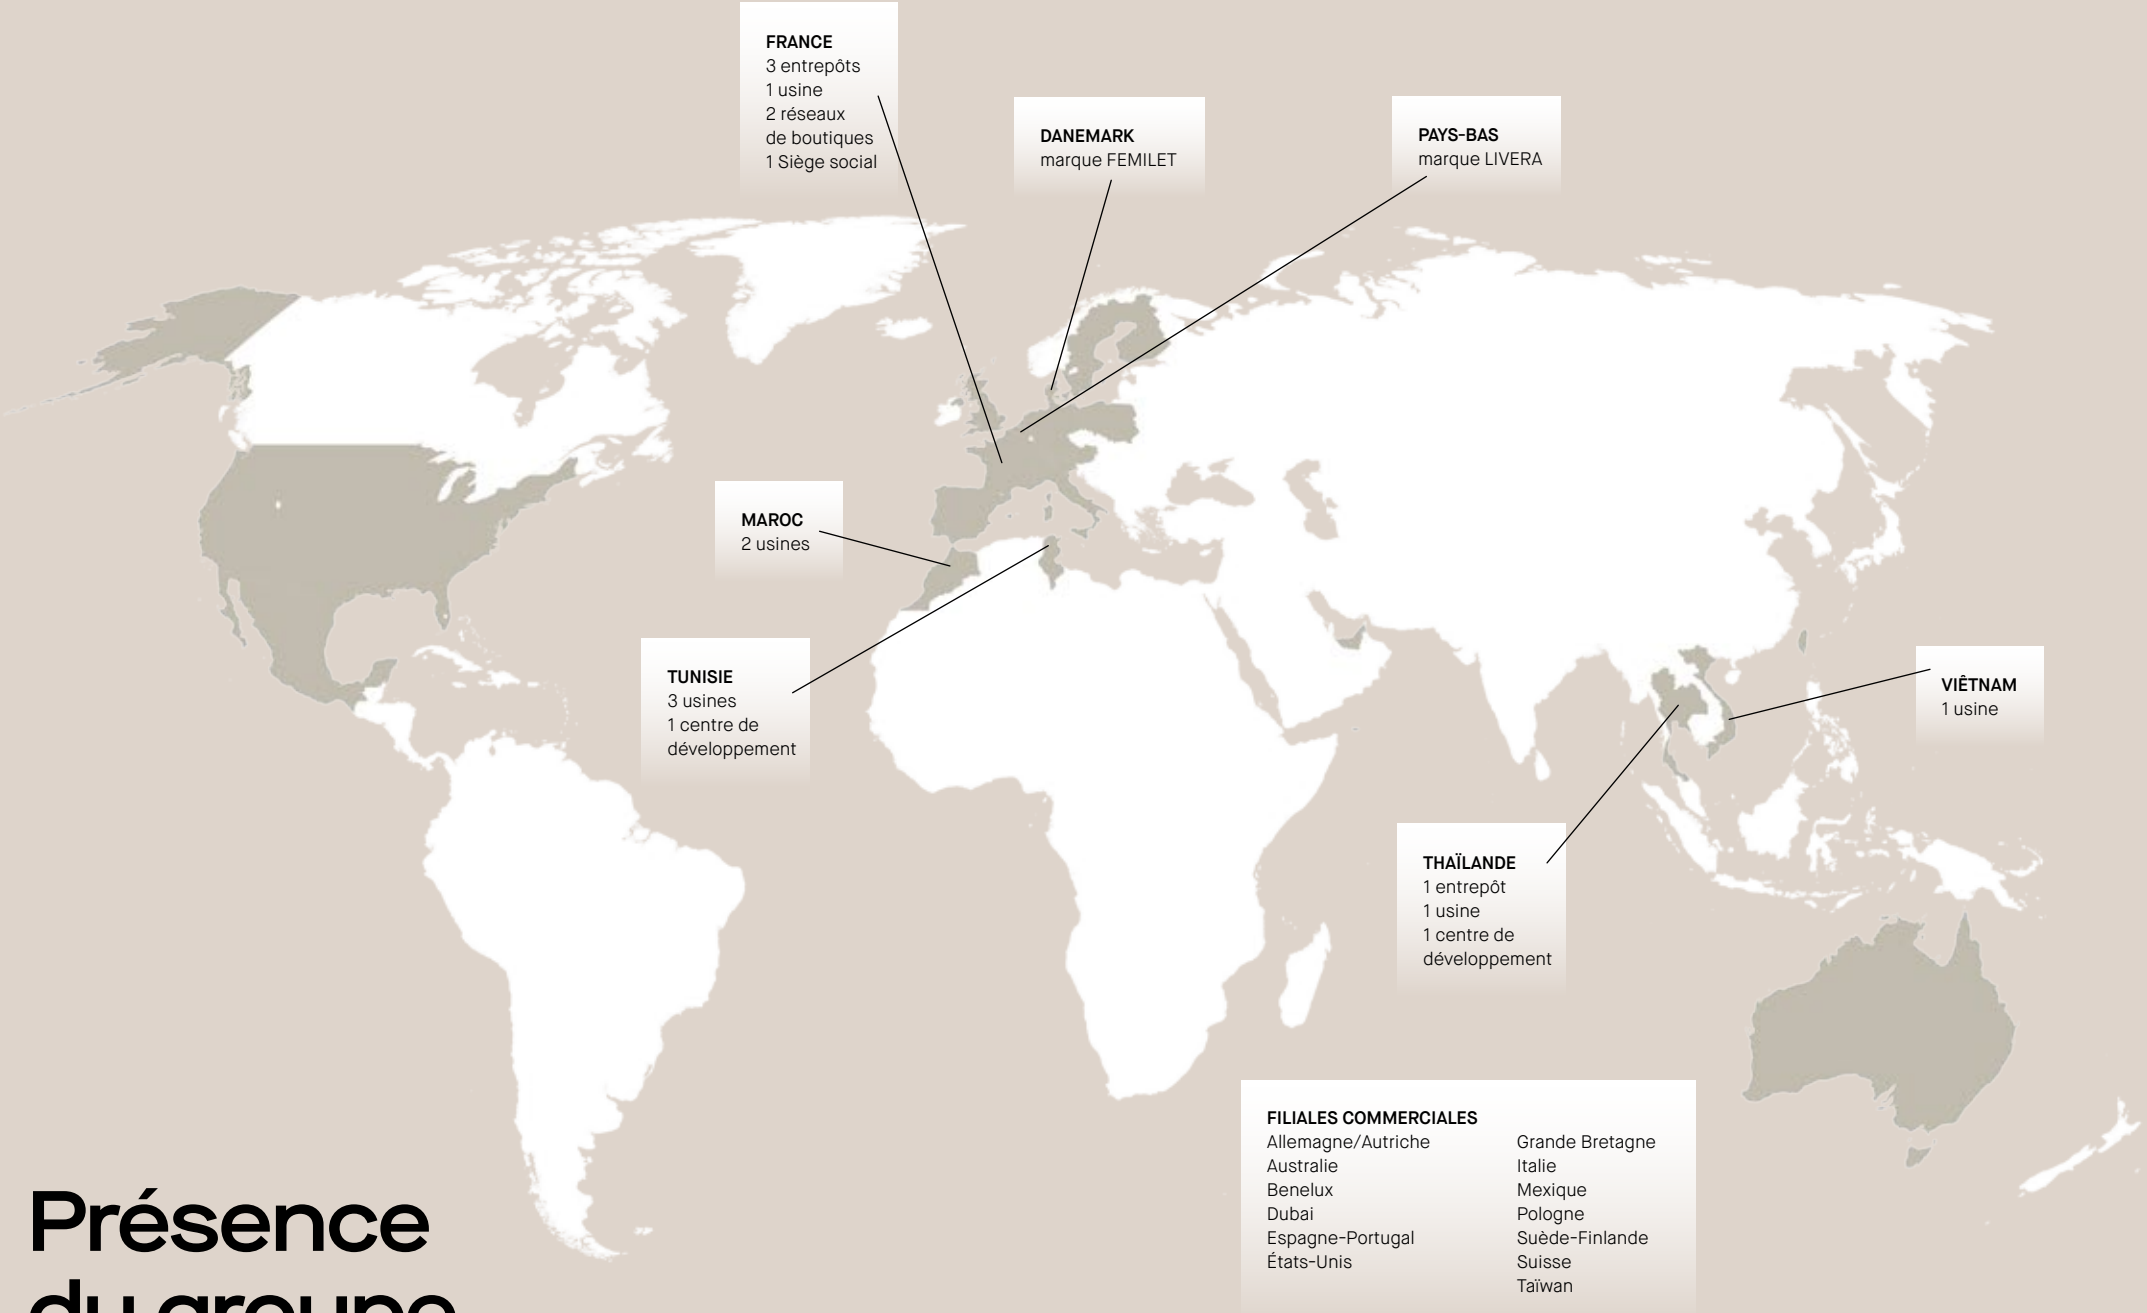 FRANCE
3 entrepôts
1 usine
2 réseaux
de boutiques
1 Siège social
DANEMARK
marque FEMILET
PAYS-BAS
marque LIVERA
MAROC
2 usines
TUNISIE
3 usines
1 centre de
développement
VIÊTNAM
1 usine
THAÏLANDE
1 entrepôt
1 usine
1 centre de
développement
FILIALES COMMERCIALES
Allemagne/Autriche
Australie
Benelux
Dubai
Espagne-Portugal
États-Unis
Grande Bretagne
Italie
Mexique
Pologne
Suède-Finlande
Suisse
Taïwan
Présence
du groupe